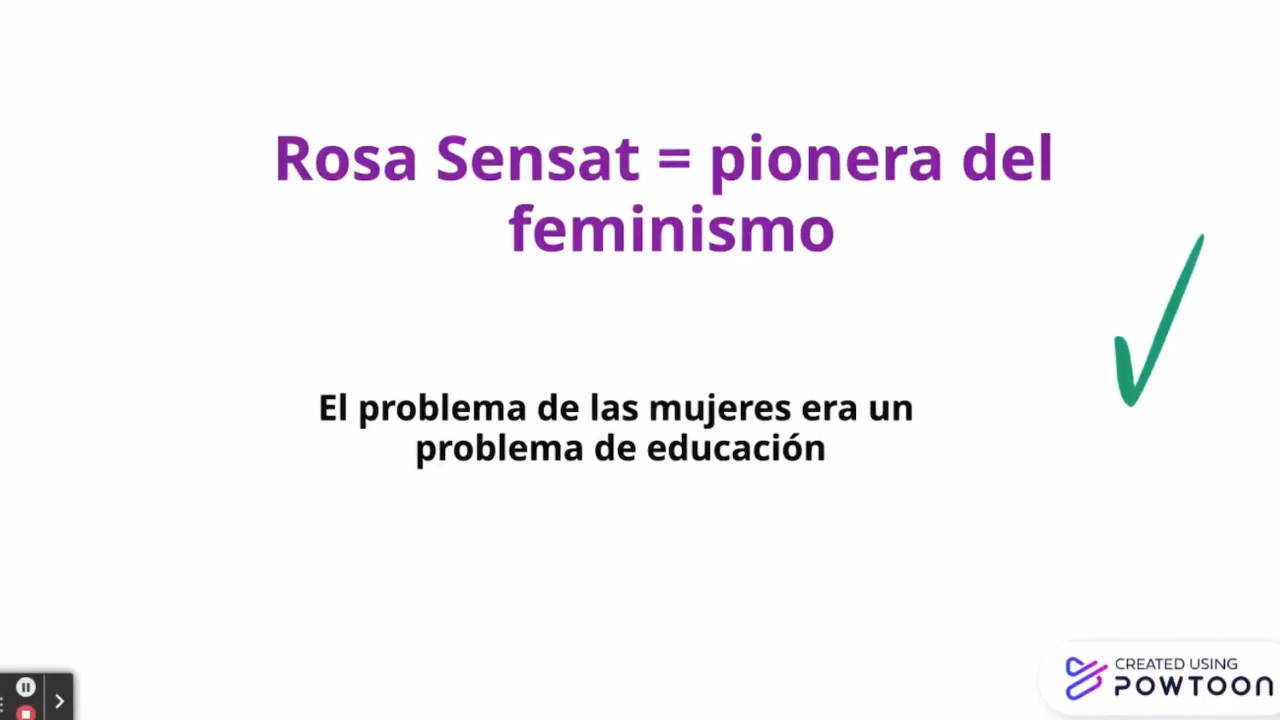 Rosa Sensat = pionera del
feminismo
El problema de las mujeres era un
problema de educación
CREATED USING
POWTOON